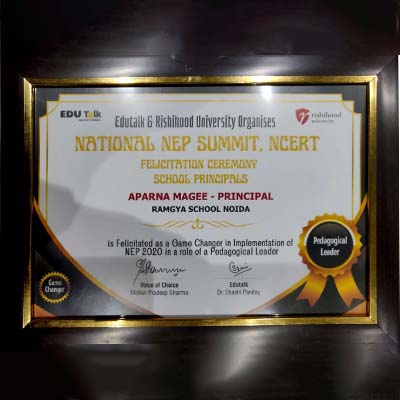 EDU Talk
rishihood
university
Edutalk & Rishihood University Organises
NATIONAL NEP SUMMIT, NCERT
FELICITATION CEREMONY
SCHOOL PRINCIPALS
APARNA MAGEE - PRINCIPAL
RAMGYA SCHOOL NOIDA
is Felicitated as a Game Changer in Implementation of
NEP 2020 in a role of a Pedagogical Leader
Pedagogical
Leader
Game
Changer
Voice of Choice
Mohan Pradeep Sharma
Edutalk
Dr. Shashi Pandey